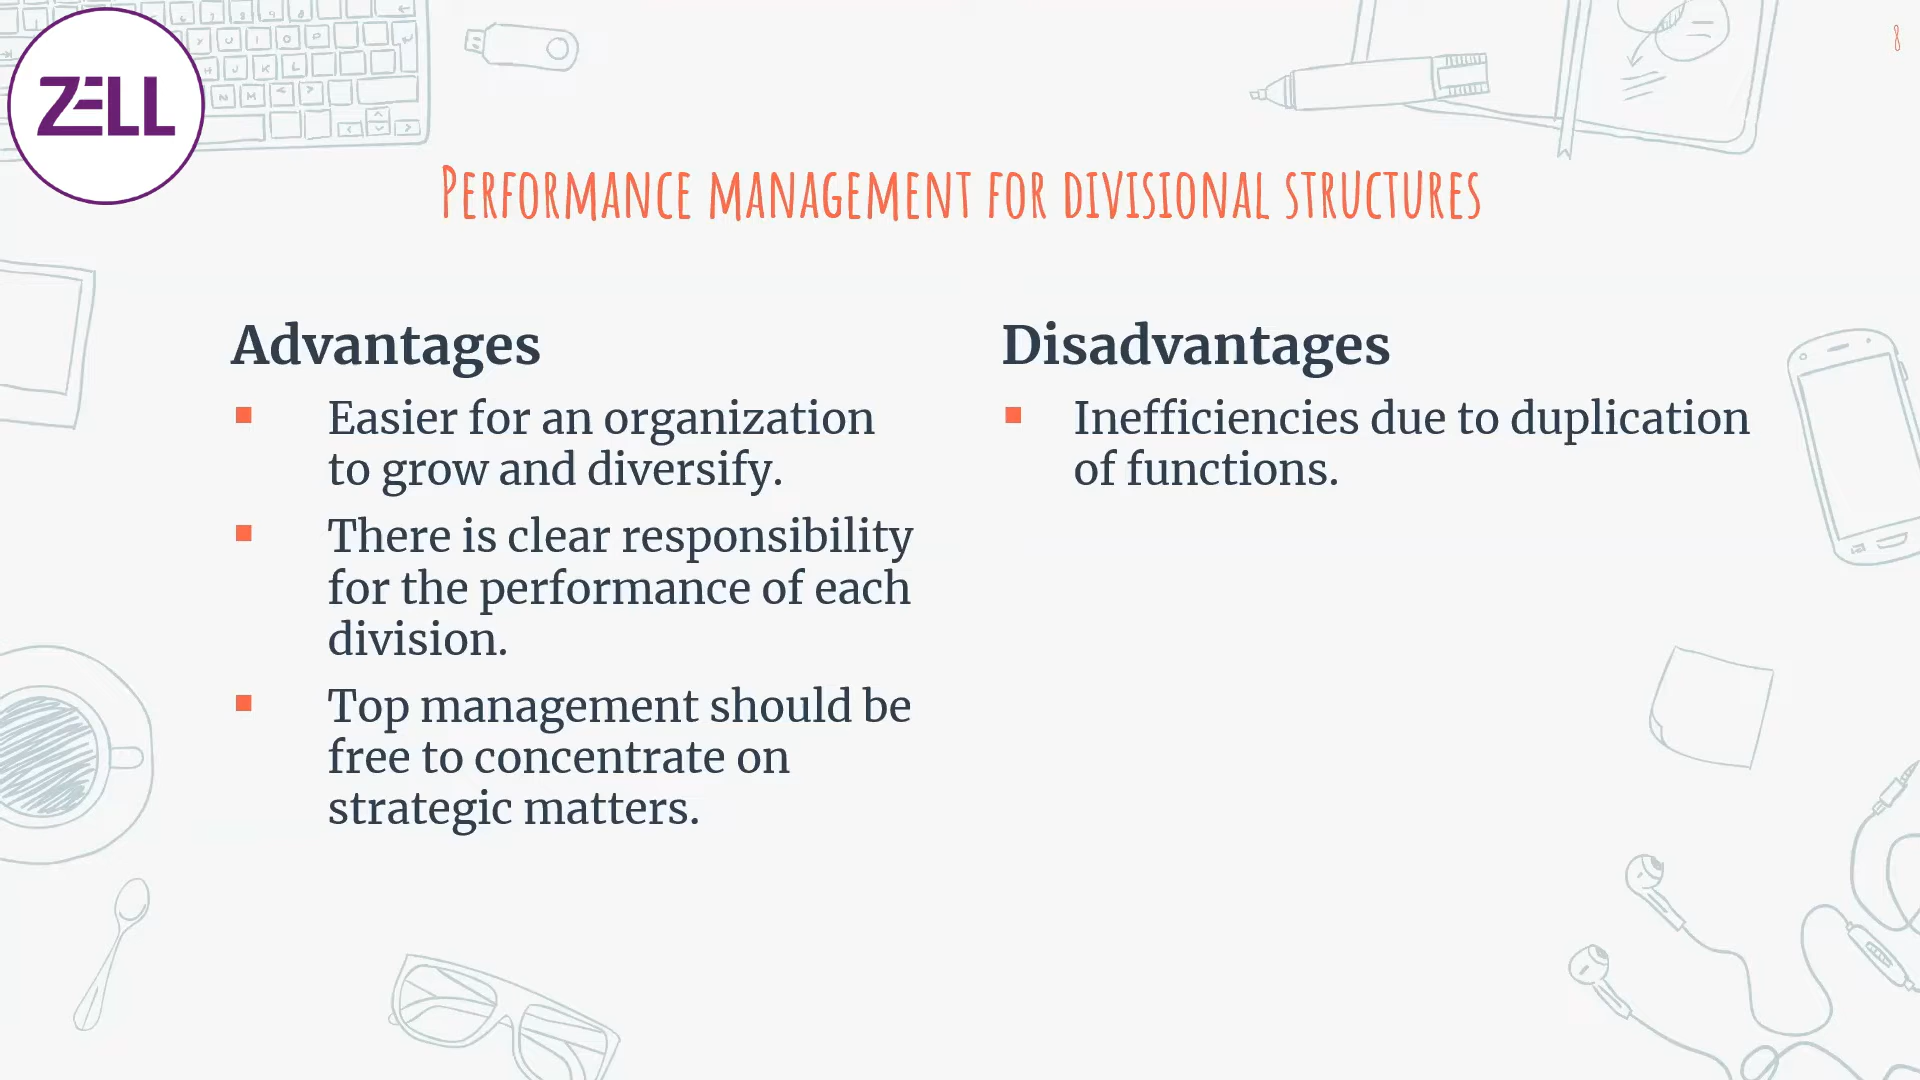 ZELL
8
Performance management for divisional structures
Advantages
Easier for an organization
to grow and diversify.
There is clear responsibility
for the performance of each
division.
Top management should be
free to concentrate on
strategic matters.
Disadvantages
Inefficiencies due to duplication
of functions.